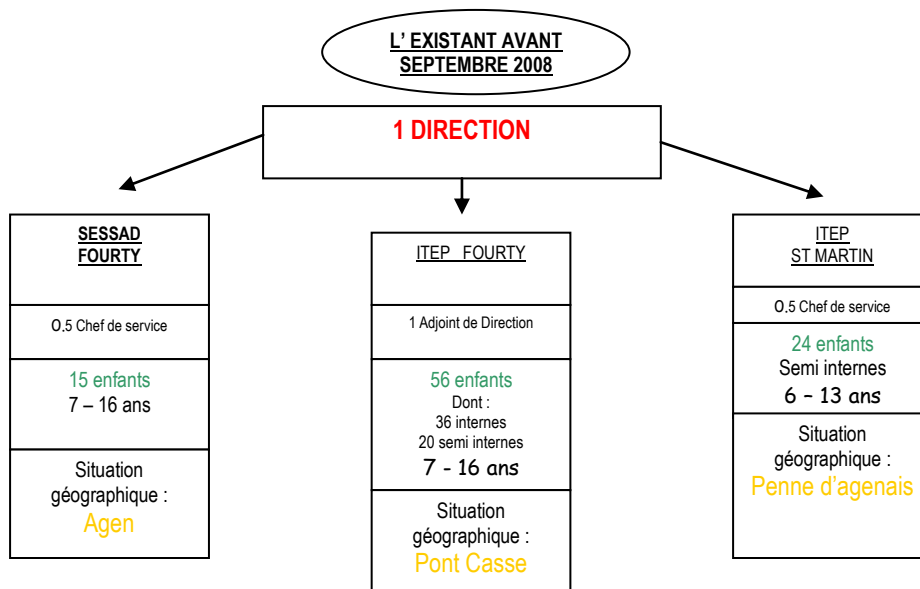 L' EXISTANT AVANT
SEPTEMBRE 2008
1 DIRECTION
SESSAD
FOURTY
0.5 Chef de service
15 enfants
7 – 16 ans
Situation
géographique :
Agen
ITEP FOURTY
1 Adjoint de Direction
56 enfants
Dont :
36 internes
20 semi internes
7 - 16 ans
Situation
géographique :
Pont Casse
ITEP
ST MARTIN
0.5 Chef de service
24 enfants
Semi internes
6 – 13 ans
Situation
géographique :
Penne d'agenais